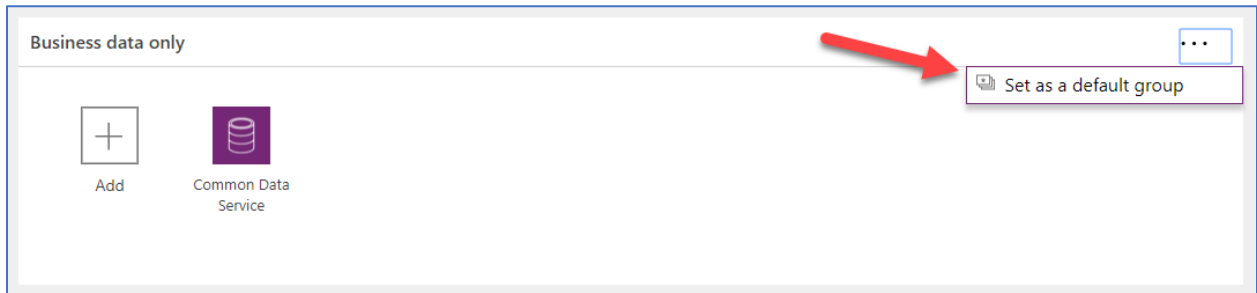 Business data only
...
Set as a default group
Add
Common Data
Service